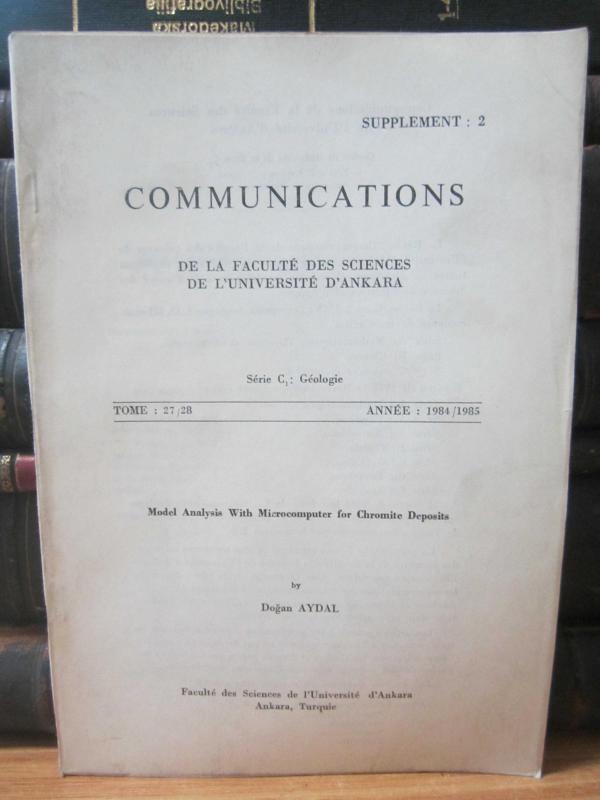 Makedorska
Biblivografija
SUPPLEMENT : 2
COMMUNICATIONS
DE LA FACULTÉ DES SCIENCES
DE L'UNIVERSITÉ D'ANKARA
Série C₁: Géologie
TOME : 27/28 ANNÉE : 1984/1985
Model Analysis With Microcomputer for Chromite Deposits
by
Doğan AYDAL
Faculté des Sciences de l'Université d'Ankara
Ankara, Turquie